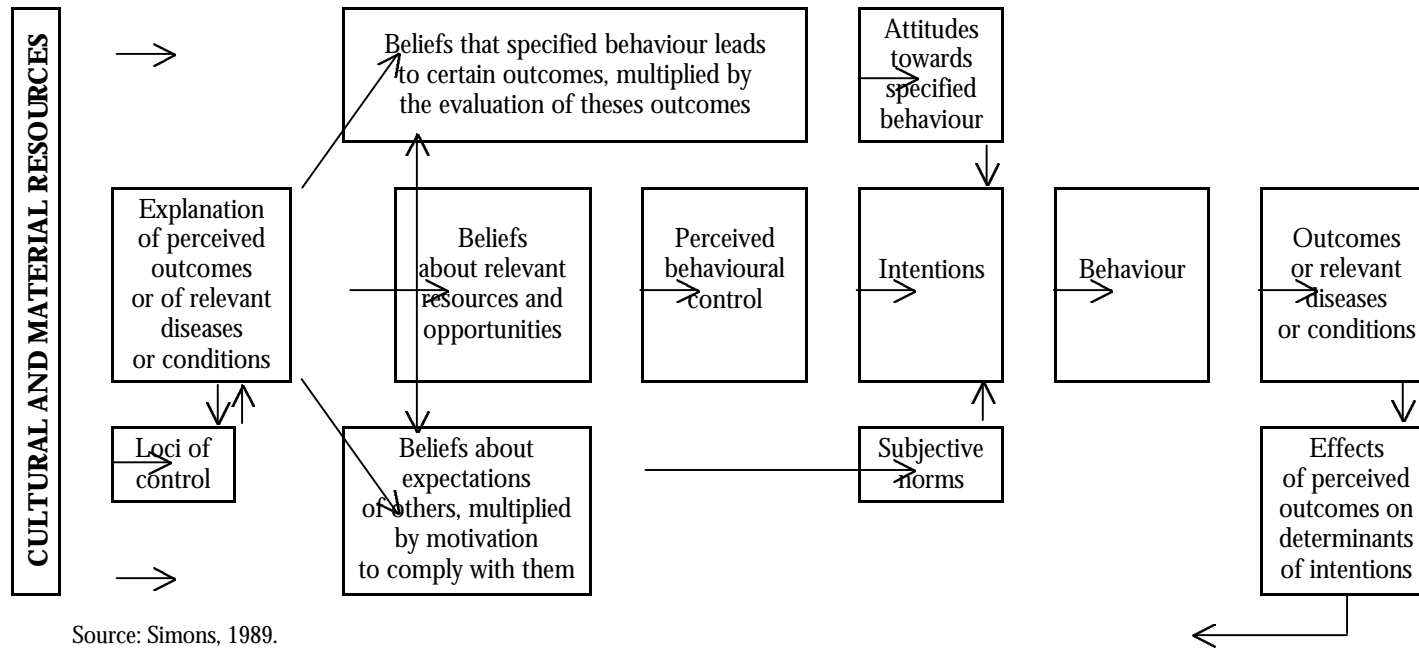 CULTURAL AND MATERIAL RESOURCES
Beliefs that specified behaviour leads
to certain outcomes, multiplied by
the evaluation of theses outcomes
Attitudes
towards
specified
behaviour
Explanation
of perceived
outcomes
or of relevant
diseases
or conditions
Beliefs
about relevant
resources and
opportunities
Perceived
behavioural
control
Intentions
Behaviour
Outcomes
or relevant
diseases
or conditions
Loci of
control
Beliefs about
expectations
of others, multiplied
by motivation
to comply with them
Subjective
norms
Effects
of perceived
outcomes on
determinants
of intentions
Source: Simons, 1989.